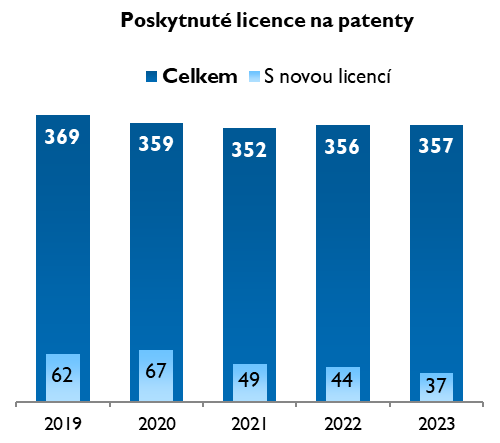 Poskytnuté licence na patenty
Celkem S novou licencí
369 359 352 356 357
62 67 49 44 37
2019 2020 2021 2022 2023